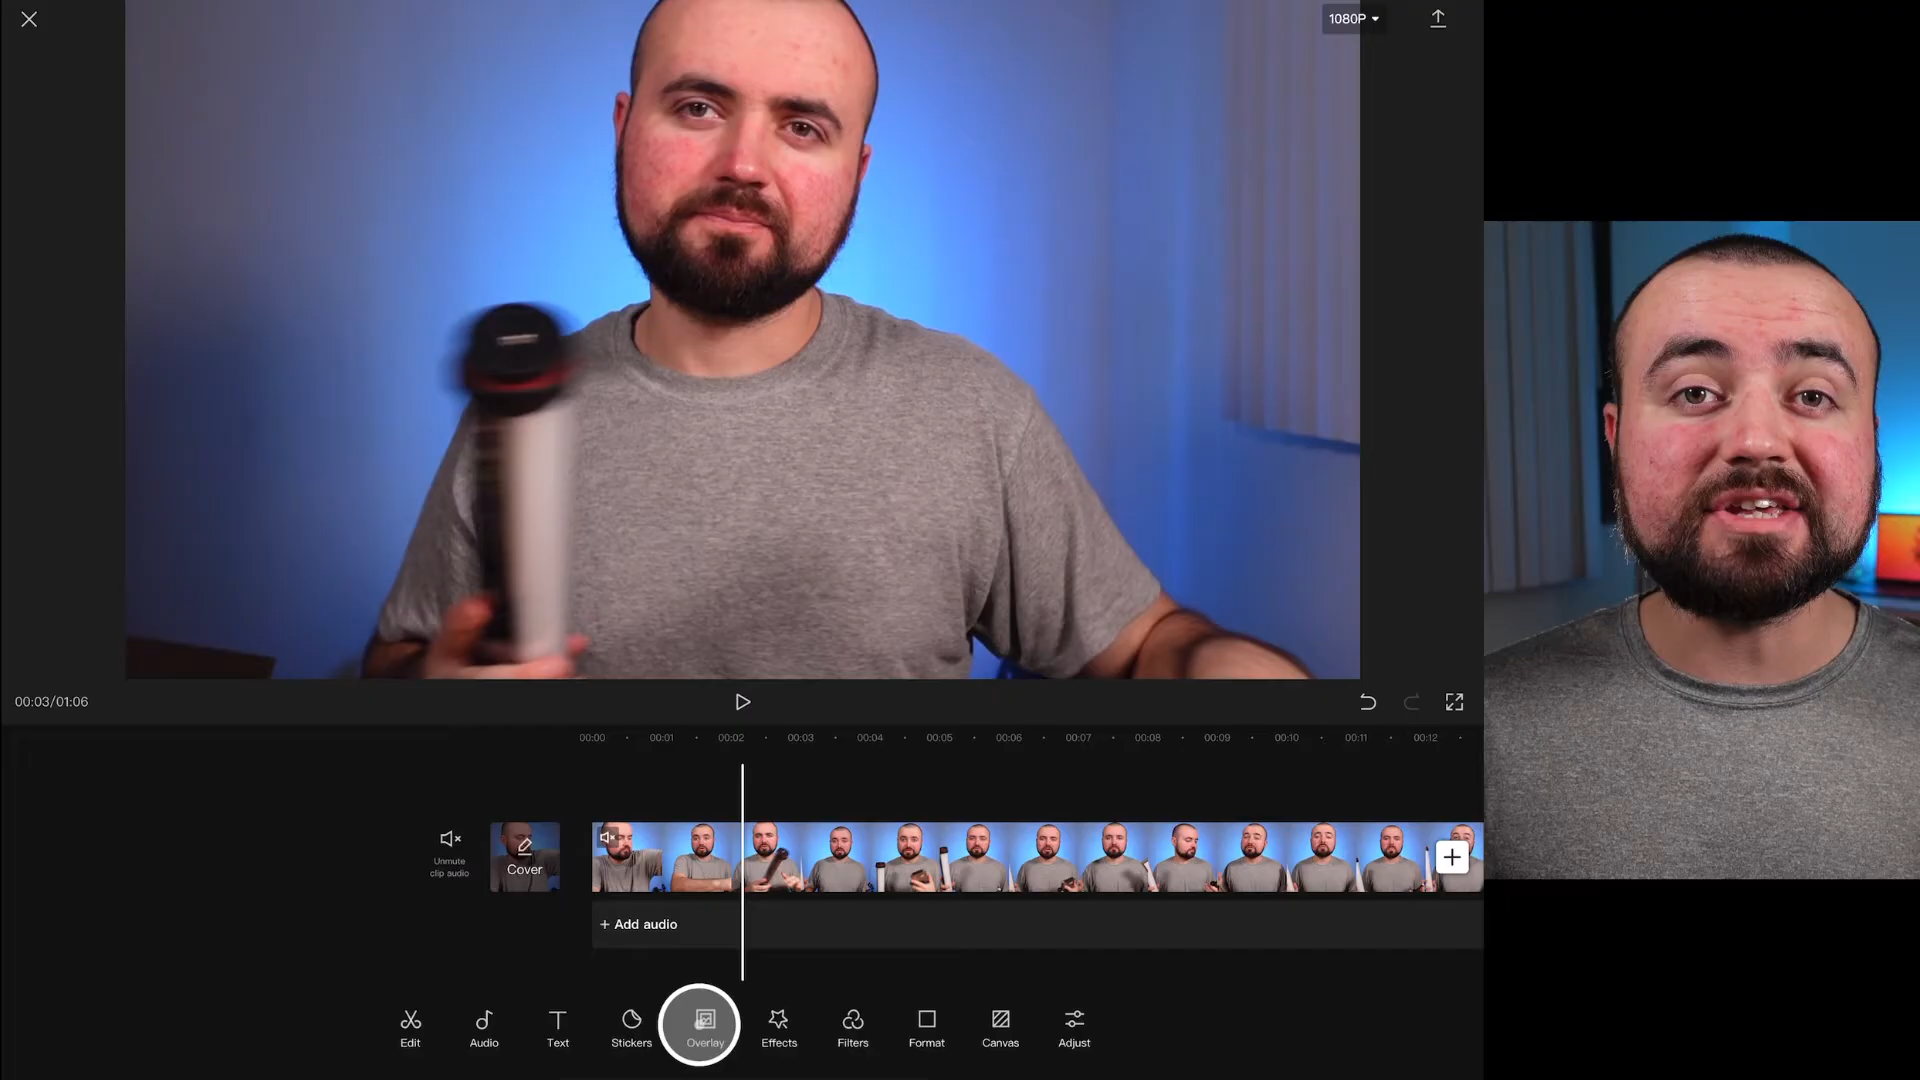 1080P
00:03/01:06
00:00 00:01 00:02 00:03 00:04 00:05 00:06 00:07 00:08 00:09 00:10 00:11 00:12
Unmute
clip audio
Cover
+ Add audio
Edit Audio Text Stickers Overlay Effects Filters Format Canvas Adjust